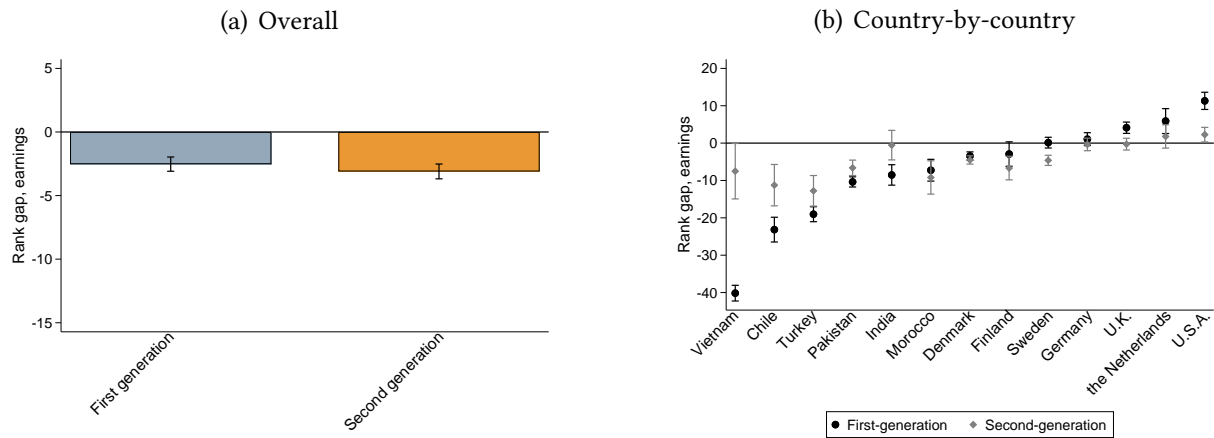 (a) Overall
5
0
-5
-10
-15
Rank gap, earnings
First generation
Second generation
(b) Country-by-country
20
10
0
-10
-20
-30
-40
Rank gap, earnings
Vietnam
Chile
Turkey
Pakistan
India
Morocco
Denmark
Finland
Sweden
Germany
U.K.
the Netherlands
U.S.A.
First-generation
Second-generation